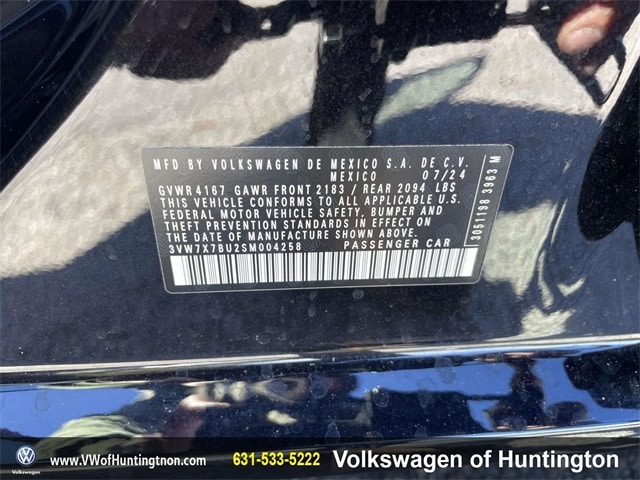 MFD BY VOLKSWAGEN DE MEXICO S.A. DE C.V.
MEXICO 07/24
GVWR 4167 GAWR FRONT 2183 / REAR 2094 LBS
THIS VEHICLE CONFORMS TO ALL APPLICABLE U.S.
FEDERAL MOTOR VEHICLE SAFETY, BUMPER AND
THEFT PREVENTION STANDARDS IN EFFECT ON
THE DATE OF MANUFACTURE SHOWN ABOVE.
3VW7X7BU2SM004258 PASSENGER CAR
3051198 3963 M
Volkswagen
www.VWofHuntingtnon.com
631-533-5222
Volkswagen of Huntington